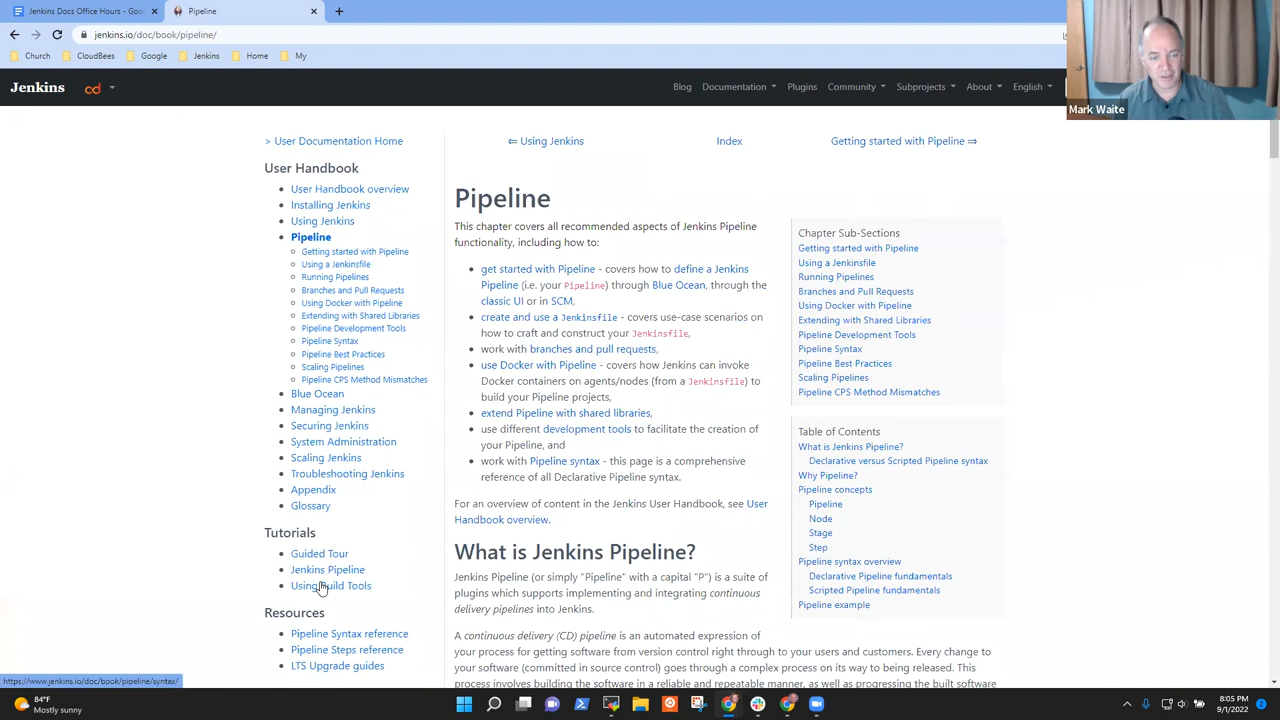 Jenkins Docs Office Hours - Goo
Pipeline
jenkins.io/doc/book/pipeline/
Church
CloudBees
Google
Jenkins
Home
My
Jenkins
cd
Blog
Documentation
Plugins
Community
Subprojects
About
English
Mark Waite
> User Documentation Home
User Handbook
User Handbook overview
Installing Jenkins
Using Jenkins
Pipeline
Getting started with Pipeline
Using a Jenkinsfile
Running Pipelines
Branches and Pull Requests
Using Docker with Pipeline
Extending with Shared Libraries
Pipeline Development Tools
Pipeline Syntax
Pipeline Best Practices
Scaling Pipelines
Pipeline CPS Method Mismatches
Blue Ocean
Managing Jenkins
Securing Jenkins
System Administration
Scaling Jenkins
Troubleshooting Jenkins
Appendix
Glossary
Tutorials
Guided Tour
Jenkins Pipeline
Using Build Tools
Resources
Pipeline Syntax reference
Pipeline Steps reference
LTS Upgrade guides
⇐ Using Jenkins
Index
Getting started with Pipeline ⇒
Pipeline
This chapter covers all recommended aspects of Jenkins Pipeline
functionality, including how to:
get started with Pipeline - covers how to define a Jenkins
Pipeline (i.e. your Pipeline) through Blue Ocean, through the
classic UI or in SCM,
create and use a Jenkinsfile - covers use-case scenarios on
how to craft and construct your Jenkinsfile,
work with branches and pull requests,
use Docker with Pipeline - covers how Jenkins can invoke
Docker containers on agents/nodes (from a Jenkinsfile) to
build your Pipeline projects,
extend Pipeline with shared libraries,
use different development tools to facilitate the creation of
your Pipeline, and
work with Pipeline syntax - this page is a comprehensive
reference of all Declarative Pipeline syntax.
For an overview of content in the Jenkins User Handbook, see User
Handbook overview.
What is Jenkins Pipeline?
Jenkins Pipeline (or simply "Pipeline" with a capital "P") is a suite of
plugins which supports implementing and integrating continuous
delivery pipelines into Jenkins.
A continuous delivery (CD) pipeline is an automated expression of
your process for getting software from version control right through to your users and customers. Every change to
your software (committed in source control) goes through a complex process on its way to being released. This
process involves building the software in a reliable and repeatable manner, as well as progressing the built software
Chapter Sub-Sections
Getting started with Pipeline
Using a Jenkinsfile
Running Pipelines
Branches and Pull Requests
Using Docker with Pipeline
Extending with Shared Libraries
Pipeline Development Tools
Pipeline Syntax
Pipeline Best Practices
Scaling Pipelines
Pipeline CPS Method Mismatches
Table of Contents
What is Jenkins Pipeline?
Declarative versus Scripted Pipeline syntax
Why Pipeline?
Pipeline concepts
Pipeline
Node
Stage
Step
Pipeline syntax overview
Declarative Pipeline fundamentals
Scripted Pipeline fundamentals
Pipeline example
https://www.jenkins.io/doc/book/pipeline/syntax/
84°F
Mostly sunny
8:05 PM
9/1/2022
2